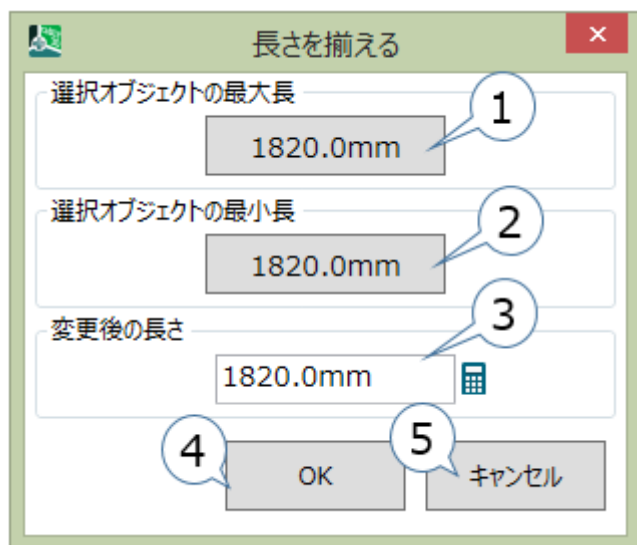 長さを揃える
選択オブジェクトの最大長
1
1820.0mm
選択オブジェクトの最小長
2
1820.0mm
変更後の長さ
3
1820.0mm
4
OK
5
キャンセル